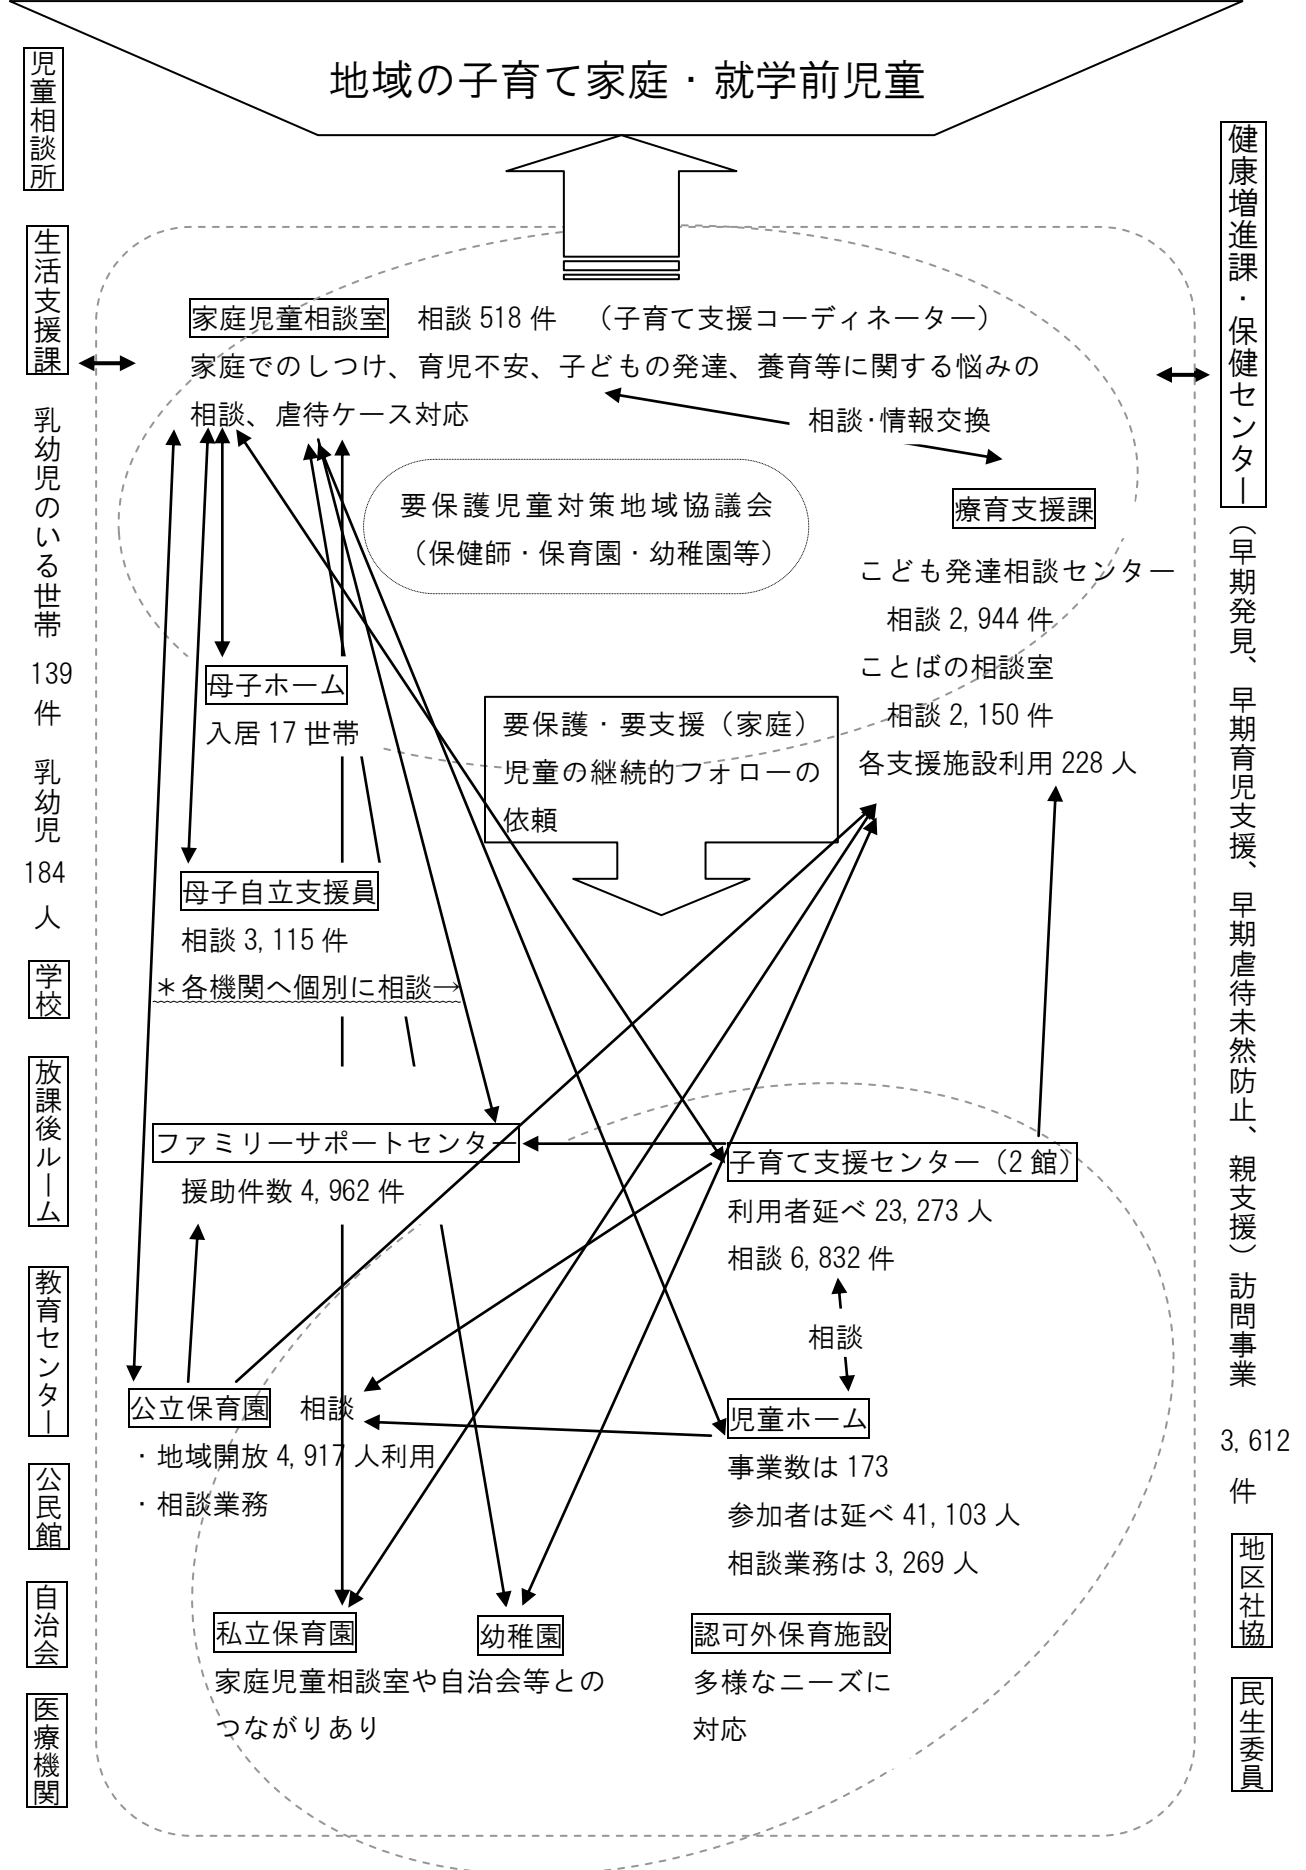 地域の子育て家庭・就学前児童
児童相談所
生活支援課
乳幼児のいる世帯
139
件
乳幼児
184
人
学校
放課後ルーム
教育センター
公民館
自治会
医療機関
家庭児童相談室　相談 518 件　（子育て支援コーディネーター）
家庭でのしつけ、育児不安、子どもの発達、養育等に関する悩みの
相談、虐待ケース対応
相談・情報交換
要保護児童対策地域協議会
（保健師・保育園・幼稚園等）
療育支援課
こども発達相談センター
相談 2,944 件
ことばの相談室
相談 2,150 件
各支援施設利用 228 人
母子ホーム
入居 17 世帯
要保護・要支援（家庭）
児童の継続的フォローの
依頼
母子自立支援員
相談 3,115 件
＊各機関へ個別に相談→
ファミリーサポートセンター
援助件数 4,962 件
子育て支援センター（2 館）
利用者延べ 23,273 人
相談 6,832 件
相談
公立保育園　相談
・地域開放 4,917 人利用
・相談業務
児童ホーム
事業数は 173
参加者は延べ 41,103 人
相談業務は 3,269 人
私立保育園
幼稚園
家庭児童相談室や自治会等との
つながりあり
認可外保育施設
多様なニーズに
対応
健康増進課・保健センター（早期発見、早期育児支援、早期虐待未然防止、親支援）訪問事業
3,612
件
地区社協
民生委員